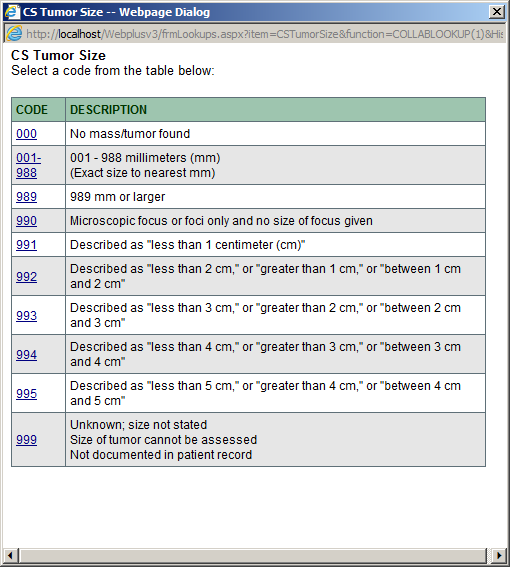 CS Tumor Size -- Webpage Dialog
http://localhost/Webplusv3/frmLookups.aspx?item=CSTumorSize&function=COLLABLOOKUP(1)&His
CS Tumor Size
Select a code from the table below:
CODE DESCRIPTION
000 No mass/tumor found
001-
988
001 - 988 millimeters (mm)
(Exact size to nearest mm)
989 989 mm or larger
990 Microscopic focus or foci only and no size of focus given
991 Described as "less than 1 centimeter (cm)"
992
Described as "less than 2 cm," or "greater than 1 cm," or "between 1 cm
and 2 cm"
993
Described as "less than 3 cm," or "greater than 2 cm," or "between 2 cm
and 3 cm"
994
Described as "less than 4 cm," or "greater than 3 cm," or "between 3 cm
and 4 cm"
995
Described as "less than 5 cm," or "greater than 4 cm," or "between 4 cm
and 5 cm"
999
Unknown; size not stated
Size of tumor cannot be assessed
Not documented in patient record